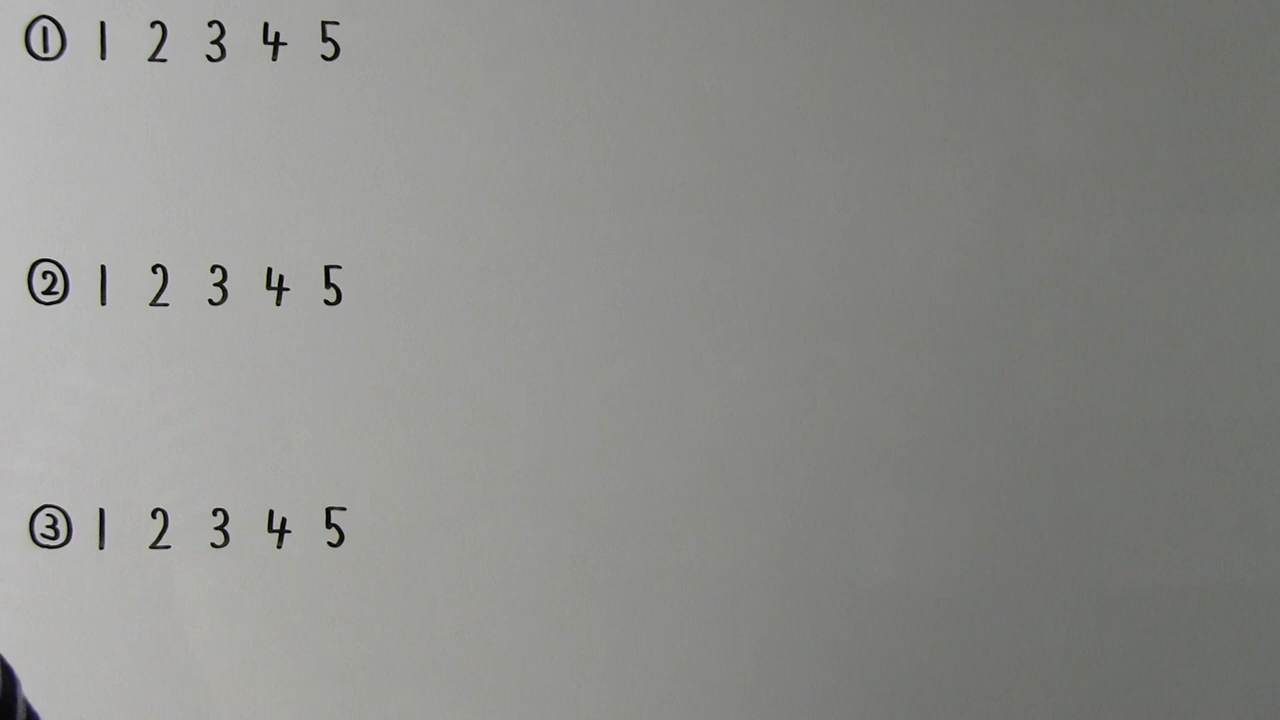 ① 1 2 3 4 5
② 1 2 3 4 5
③ 1 2 3 4 5